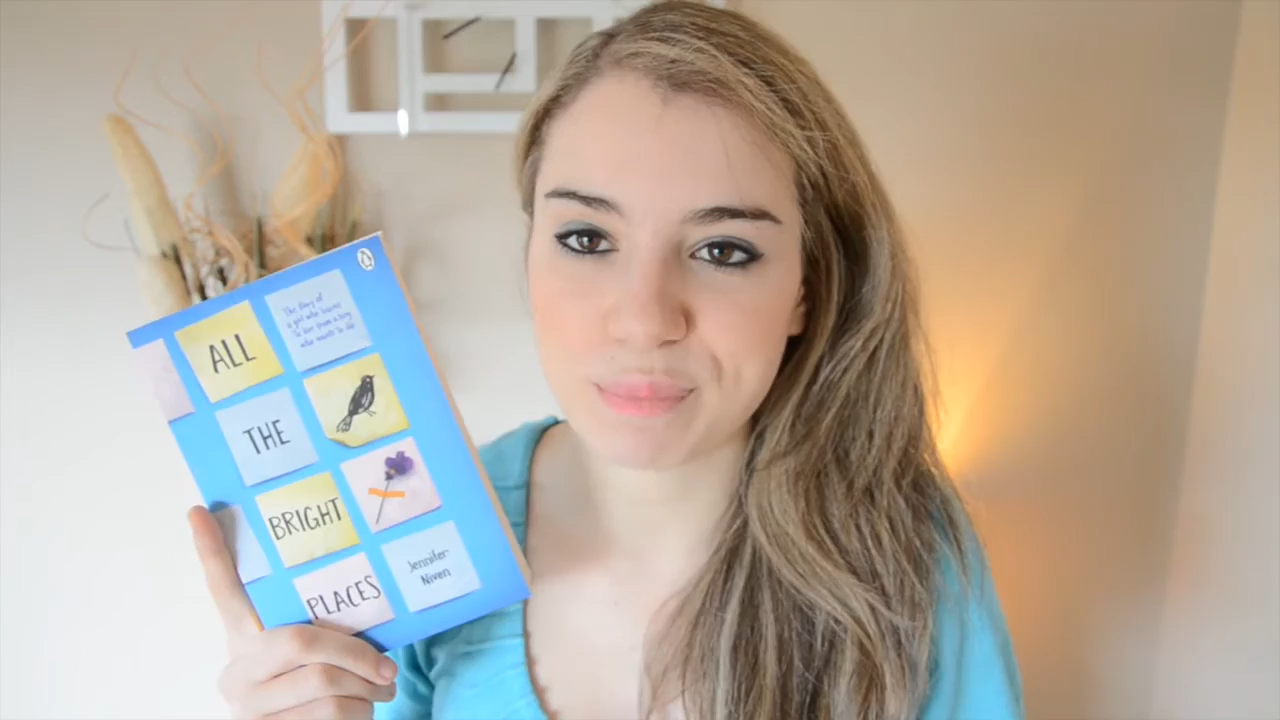 ALL
The story of
a girl who learns
to live from a boy
who wants to die
THE
BRIGHT
PLACES
Jennifer
Niven